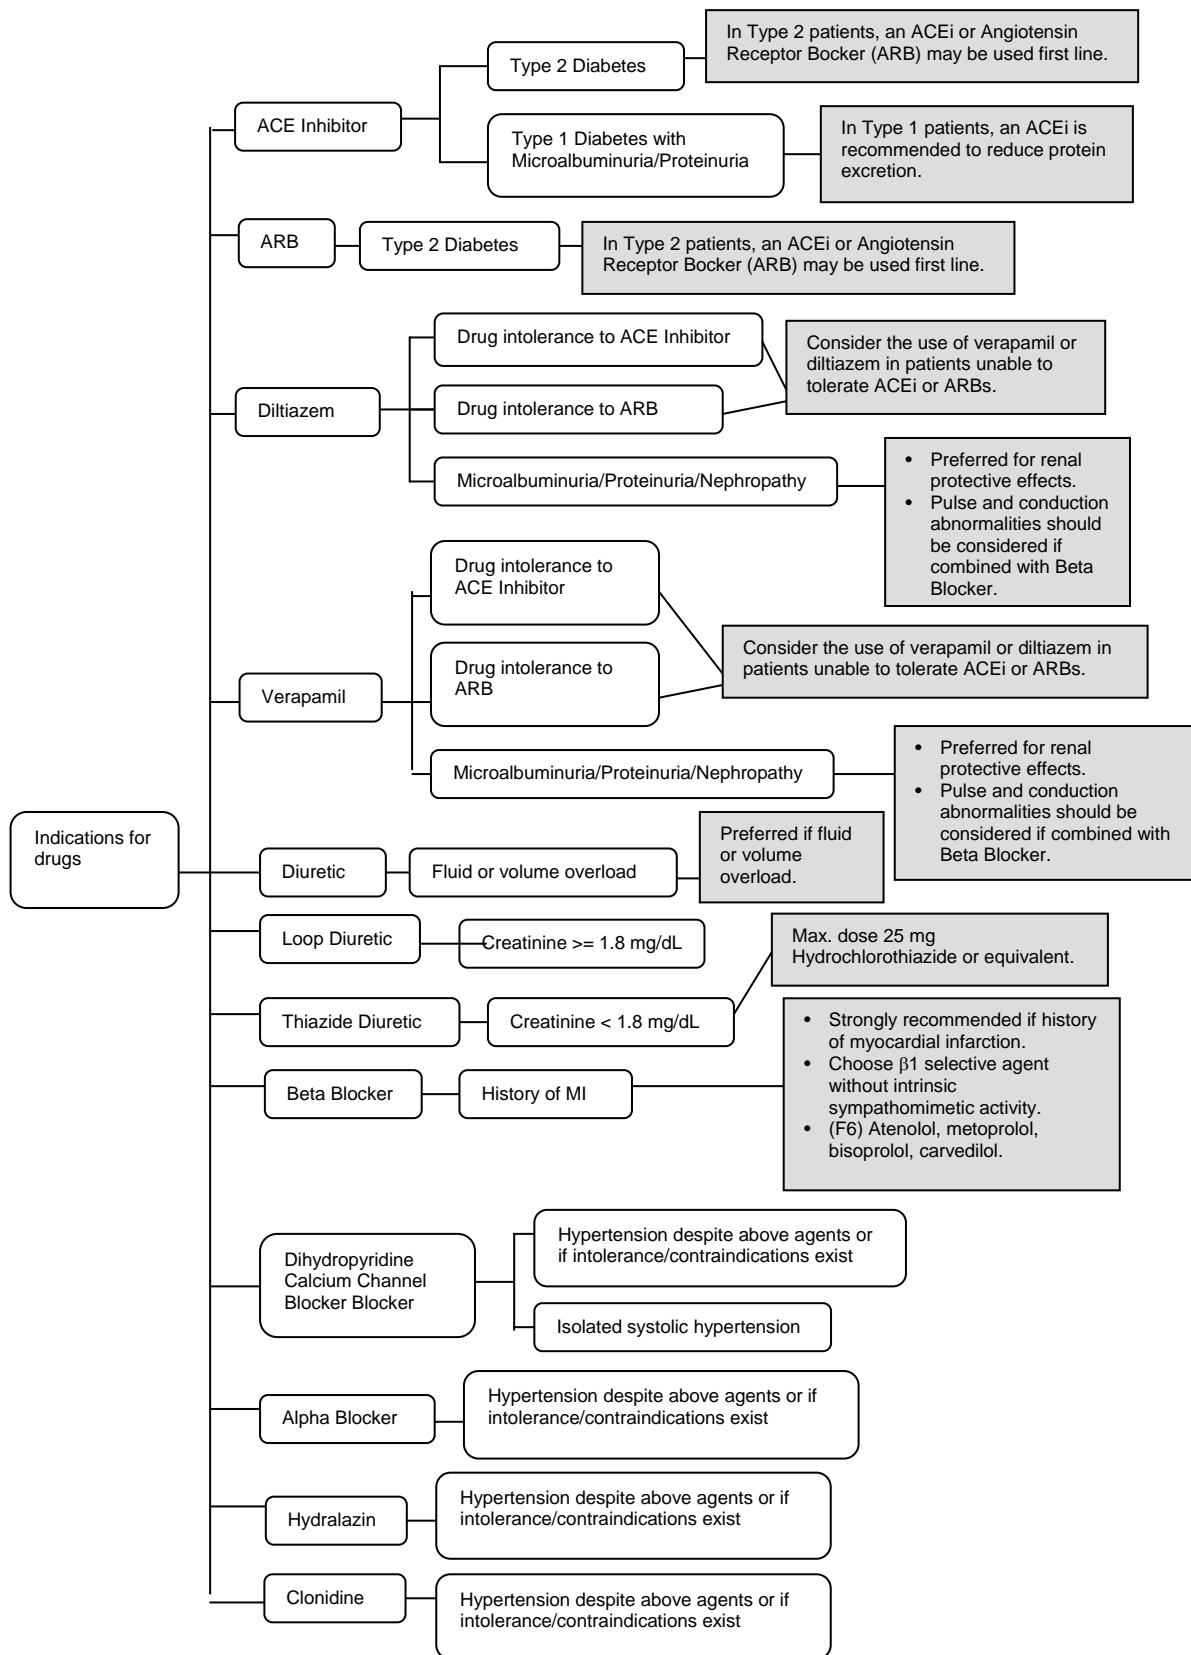 In Type 2 patients, an ACEi or Angiotensin
Receptor Bocker (ARB) may be used first line.
Type 2 Diabetes
ACE Inhibitor
Type 1 Diabetes with
Microalbuminuria/Proteinuria
In Type 1 patients, an ACEi is
recommended to reduce protein
excretion.
ARB
Type 2 Diabetes
In Type 2 patients, an ACEi or Angiotensin
Receptor Bocker (ARB) may be used first line.
Drug intolerance to ACE Inhibitor
Consider the use of verapamil or
diltiazem in patients unable to
tolerate ACEi or ARBs.
Diltiazem
Drug intolerance to ARB
Microalbuminuria/Proteinuria/Nephropathy
• Preferred for renal
protective effects.
• Pulse and conduction
abnormalities should
be considered if
combined with Beta
Blocker.
Drug intolerance to
ACE Inhibitor
Consider the use of verapamil or diltiazem in
patients unable to tolerate ACEi or ARBs.
Drug intolerance to
ARB
Verapamil
Microalbuminuria/Proteinuria/Nephropathy
• Preferred for renal
protective effects.
• Pulse and conduction
abnormalities should be
considered if combined with
Beta Blocker.
Indications for
drugs
Diuretic
Fluid or volume overload
Preferred if fluid
or volume
overload.
Loop Diuretic
Creatinine >= 1.8 mg/dL
Max. dose 25 mg
Hydrochlorothiazide or equivalent.
Thiazide Diuretic
Creatinine < 1.8 mg/dL
Beta Blocker
History of MI
• Strongly recommended if history
of myocardial infarction.
• Choose β1 selective agent
without intrinsic
sympathomimetic activity.
• (F6) Atenolol, metoprolol,
bisoprolol, carvedilol.
Dihydropyridine
Calcium Channel
Blocker Blocker
Hypertension despite above agents or
if intolerance/contraindications exist
Isolated systolic hypertension
Alpha Blocker
Hypertension despite above agents or if
intolerance/contraindications exist
Hydralazin
Hypertension despite above agents or if
intolerance/contraindications exist
Clonidine
Hypertension despite above agents or if
intolerance/contraindications exist